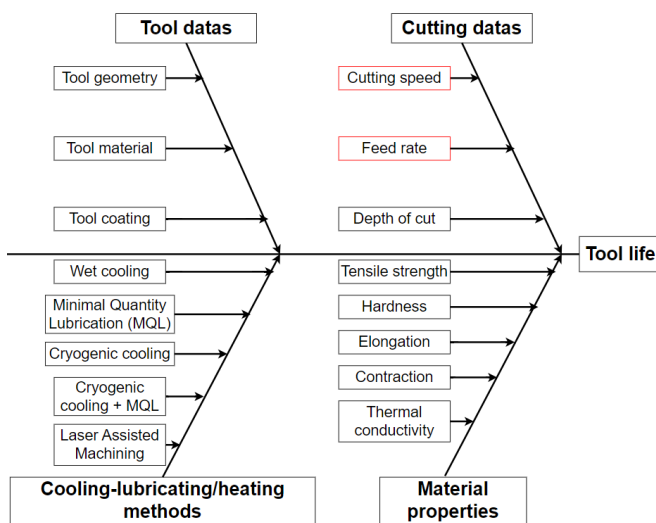 Tool datas
Cutting datas
Tool geometry
Cutting speed
Tool material
Feed rate
Tool coating
Depth of cut
Tool life
Wet cooling
Tensile strength
Minimal Quantity
Lubrication (MQL)
Hardness
Cryogenic cooling
Elongation
Cryogenic
cooling + MQL
Contraction
Laser Assisted
Machining
Thermal
conductivity
Cooling-lubricating/heating
methods
Material
properties